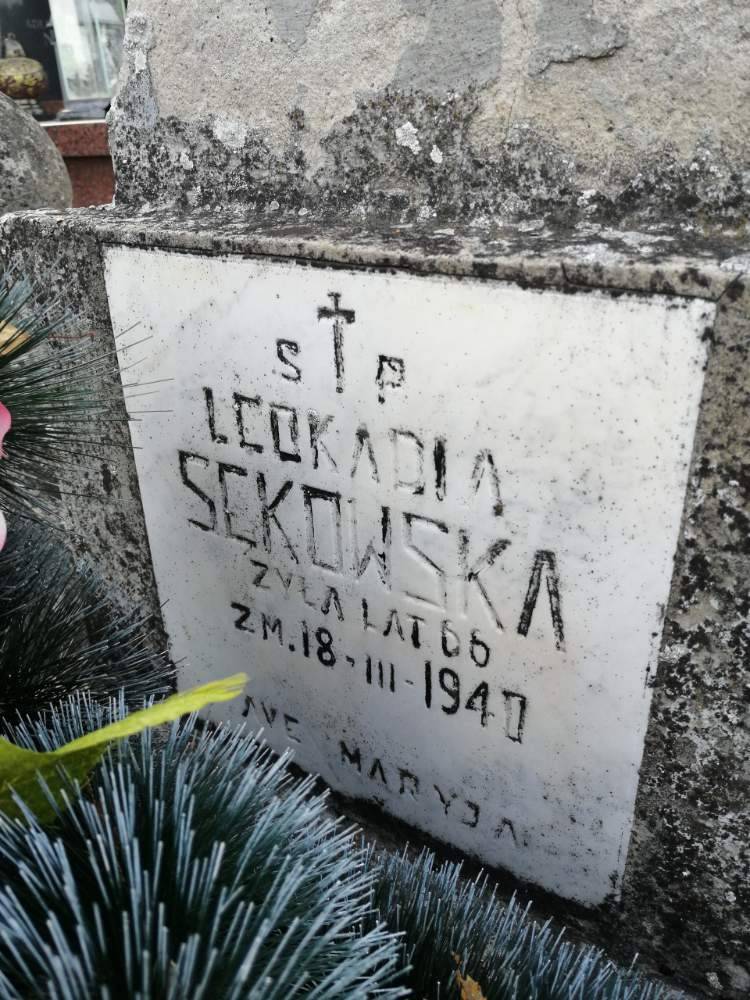 S † P
LEOKADIA
SĘKOWSKA
ŻYŁA LAT 66
ZM. 18-III-1940
AVE MARYJA